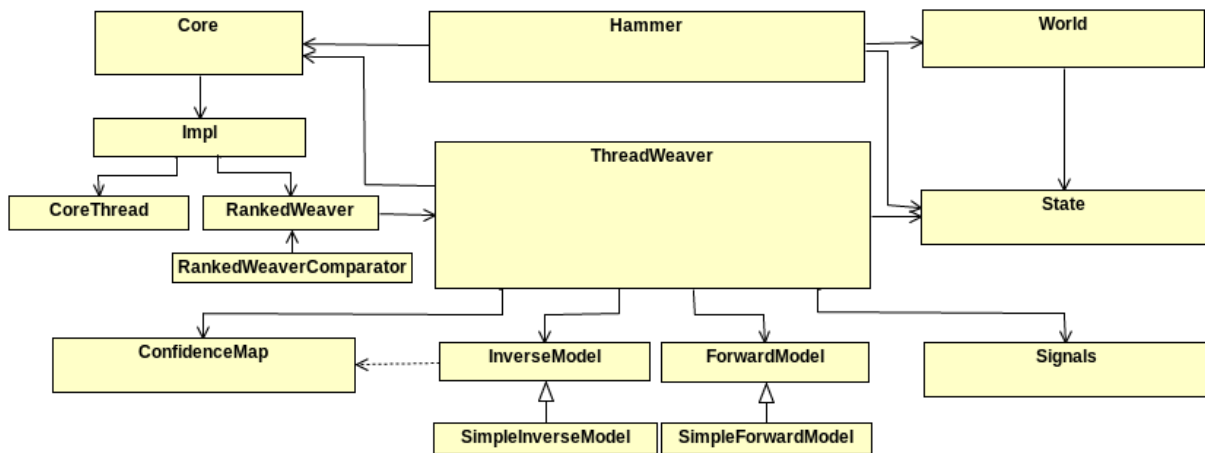 Core
Hammer
World
Impl
ThreadWeaver
CoreThread
RankedWeaver
State
RankedWeaverComparator
ConfidenceMap
InverseModel
ForwardModel
Signals
SimpleInverseModel
SimpleForwardModel